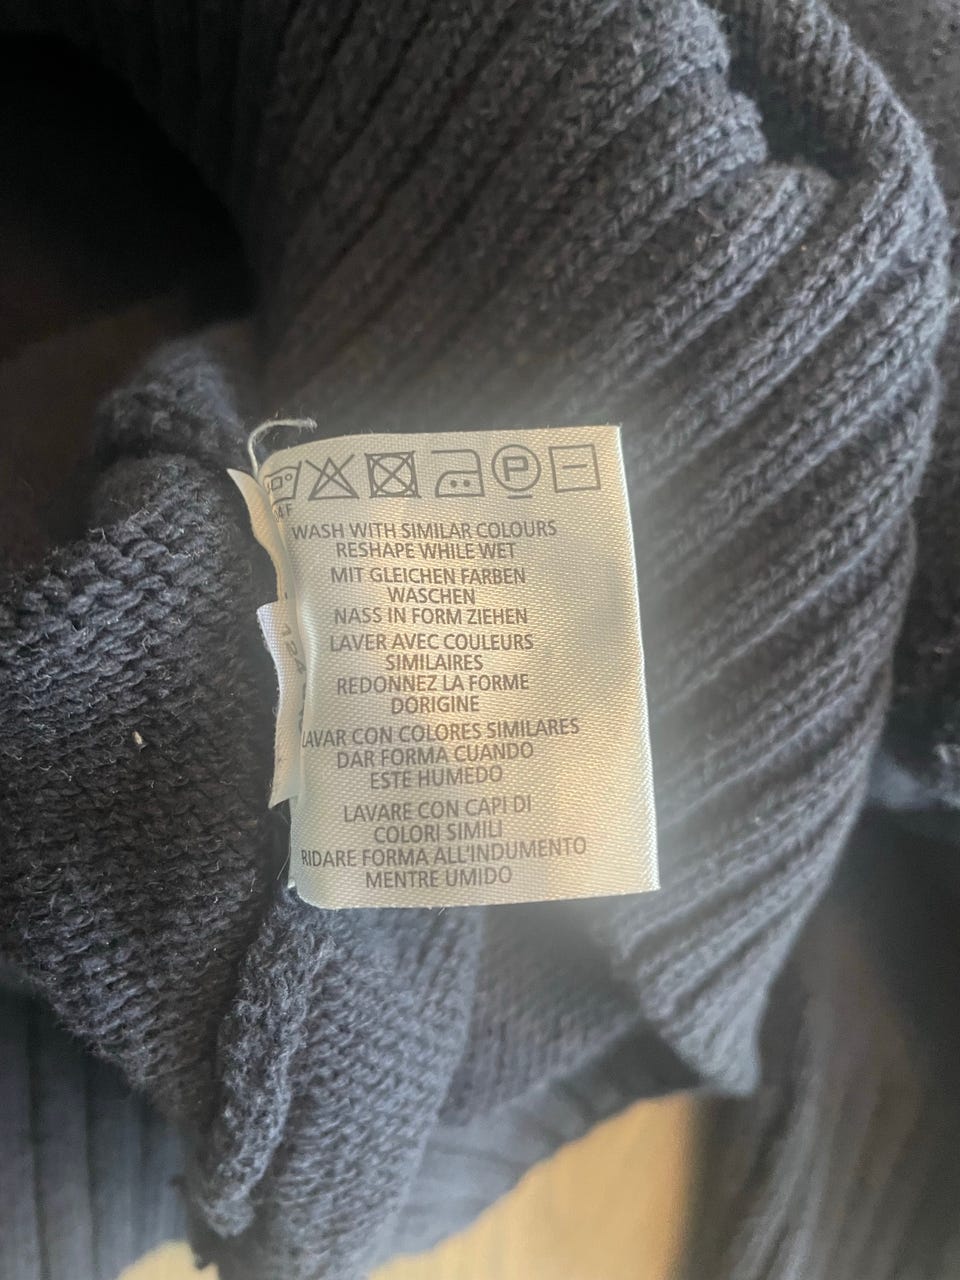 P
WASH WITH SIMILAR COLOURS
RESHAPE WHILE WET
MIT GLEICHEN FARBEN
WASCHEN
NASS IN FORM ZIEHEN
LAVER AVEC COULEURS
SIMILAIRES
REDONNEZ LA FORME
DORIGINE
LAVAR CON COLORES SIMILARES
DAR FORMA CUANDO
ESTE HUMEDO
LAVARE CON CAPI DI
COLORI SIMILI
RIDARE FORMA ALL'INDUMENTO
MENTRE UMIDO